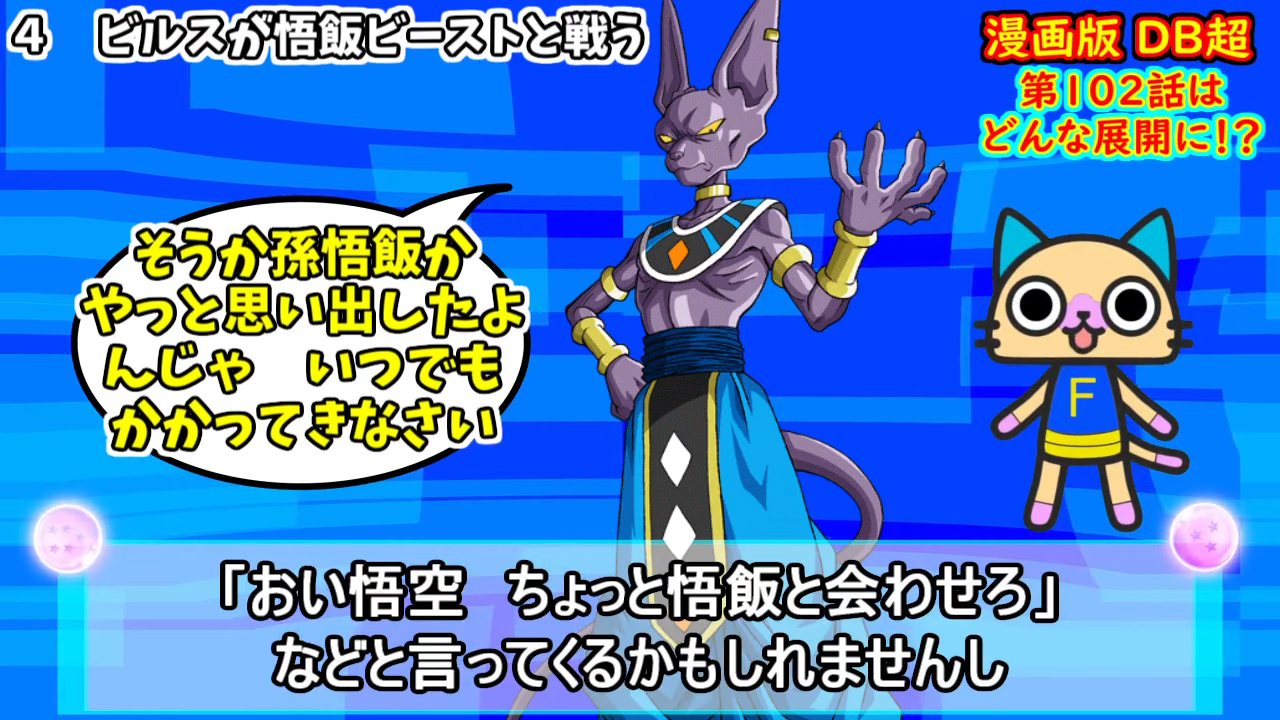 4 ビルスが悟飯ビーストと戦う
漫画版 DB超
第102話は
どんな展開に!?
そうか孫悟飯か
やっと思い出したよ
んじゃ いつでも
かかってきなさい
F
「おい悟空 ちょっと悟飯と会わせろ」
などと言ってくるかもしれませんし